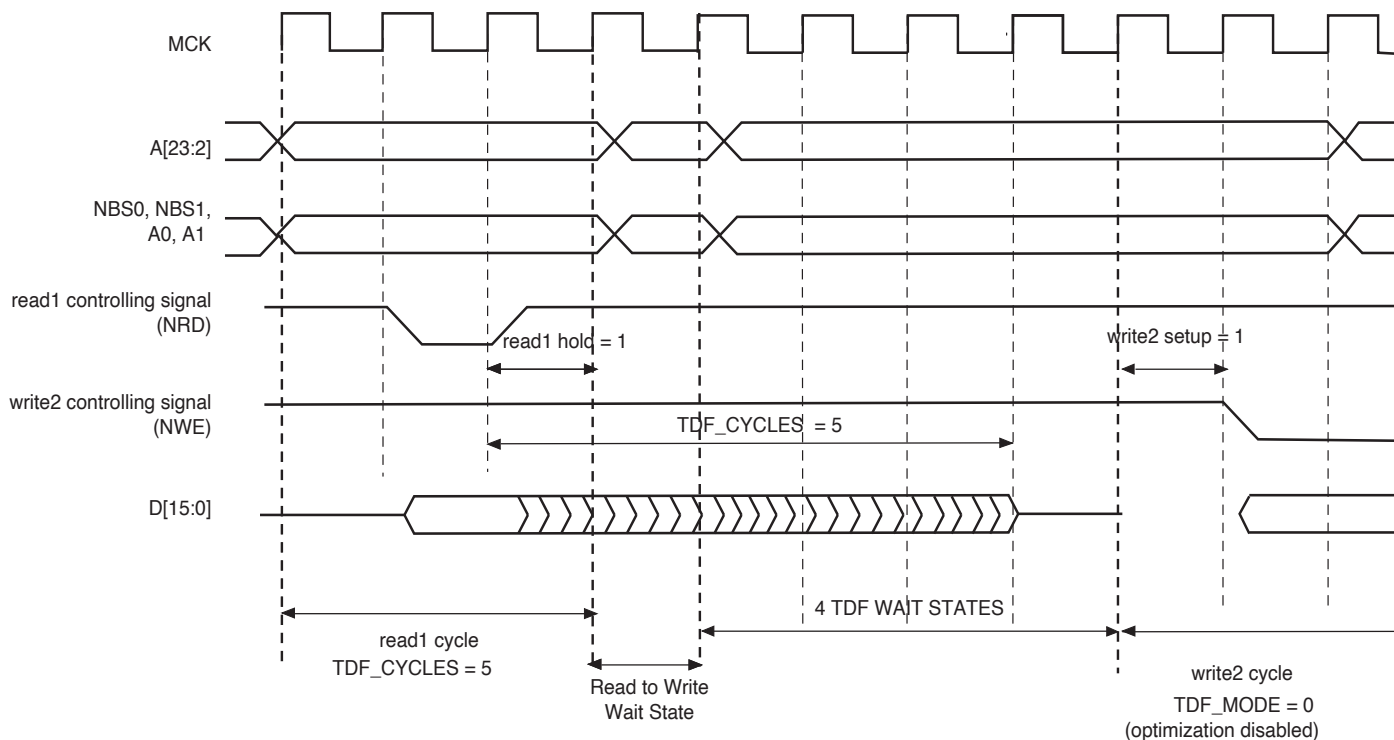 MCK
A[23:2]
NBS0, NBS1,
A0, A1
read1 controlling signal
(NRD)
read1 hold = 1
write2 setup = 1
write2 controlling signal
(NWE)
TDF_CYCLES = 5
D[15:0]
4 TDF WAIT STATES
read1 cycle
TDF_CYCLES = 5
Read to Write
Wait State
write2 cycle
TDF_MODE = 0
(optimization disabled)